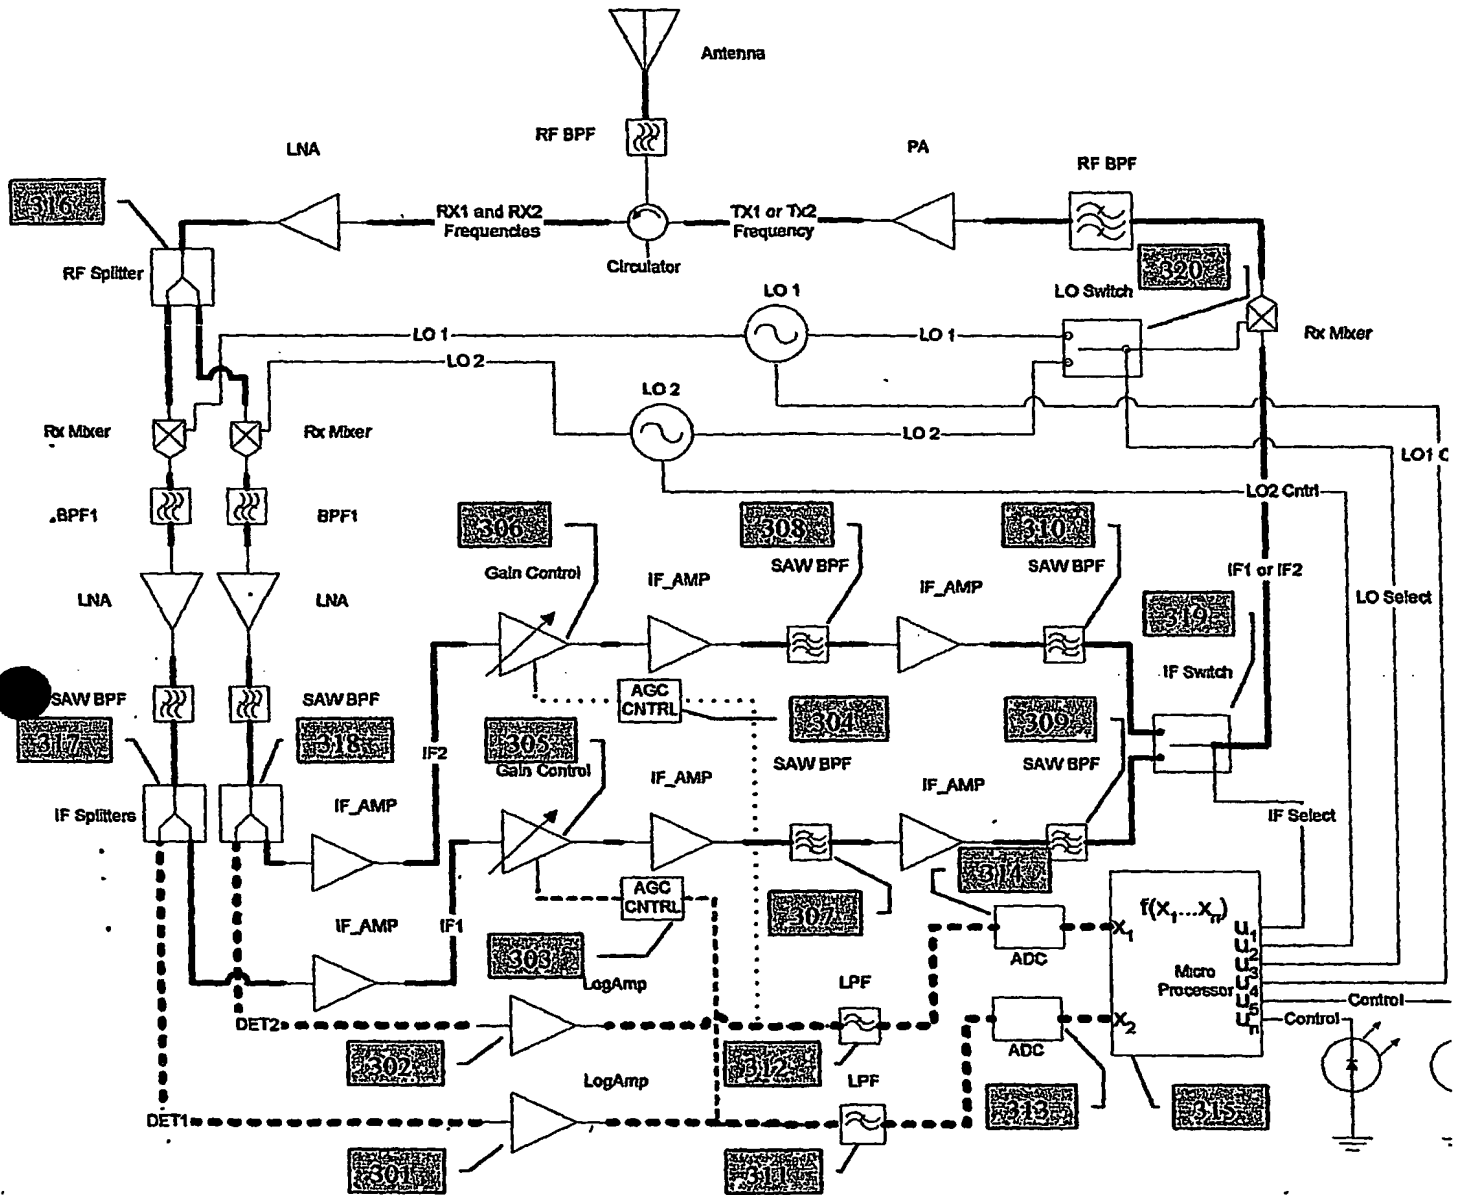 Antenna
RF BPF
LNA
PA
RF BPF
316
RX1 and RX2
Frequencies
TX1 or Tx2
Frequency
Circulator
RF Splitter
320
LO Switch
LO 1
LO 1
LO 1
Rx Mixer
LO 2
LO 2
LO 2
Rx Mixer
Rx Mixer
LO1 C
LO2 Cntrl
BPF1
BPF1
306
308
310
Gain Control
IF_AMP
SAW BPF
IF_AMP
SAW BPF
IF1 or IF2
LNA
LNA
LO Select
319
IF Switch
SAW BPF
SAW BPF
AGC
CNTRL
304
309
317
318
IF2
305
Gain Control
IF_AMP
SAW BPF
IF_AMP
SAW BPF
IF Splitters
IF_AMP
IF Select
314
AGC
CNTRL
307
IF_AMP
IF1
303
LogAmp
ADC
f(X1...Xn)
X1
X2
Micro
Processor
U1
U2
U3
U4
U5
Un
Control
Control
LPF
DET2
302
312
ADC
LogAmp
LPF
313
315
DET1
301
311